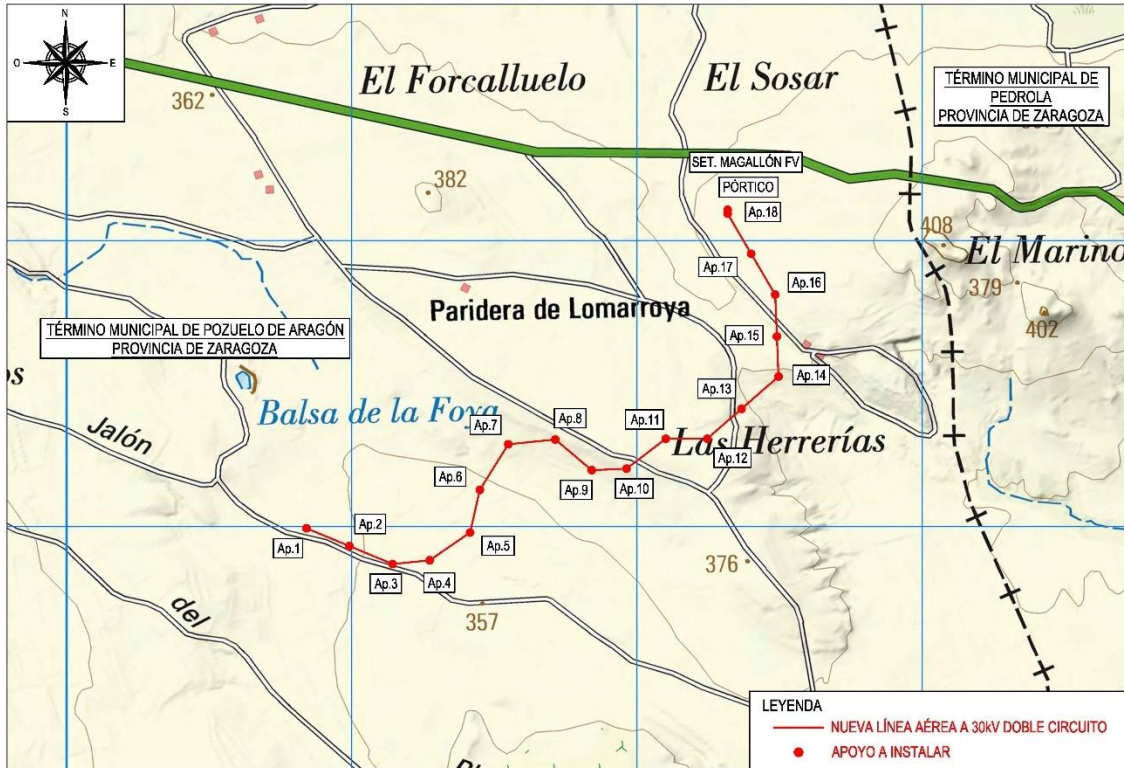 N
O
E
S
El Forcalluelo
El Sosar
TÉRMINO MUNICIPAL DE
PEDROLA
PROVINCIA DE ZARAGOZA
362
382
SET. MAGALLÓN FV
PÓRTICO
Ap.18
408
El Marino
Ap.17
Ap.16
379
402
Paridera de Lomarroya
TÉRMINO MUNICIPAL DE POZUELO DE ARAGÓN
PROVINCIA DE ZARAGOZA
Ap.15
os
Ap.14
Balsa de la Foya
Ap.13
Jalón
Ap.7
Ap.8
Ap.11
Las Herrerías
Ap.12
Ap.6
Ap.9
Ap.10
Ap.2
Ap.1
Ap.5
Ap.3
Ap.4
376
del
357
LEYENDA
NUEVA LÍNEA AÉREA A 30kV DOBLE CIRCUITO
APOYO A INSTALAR